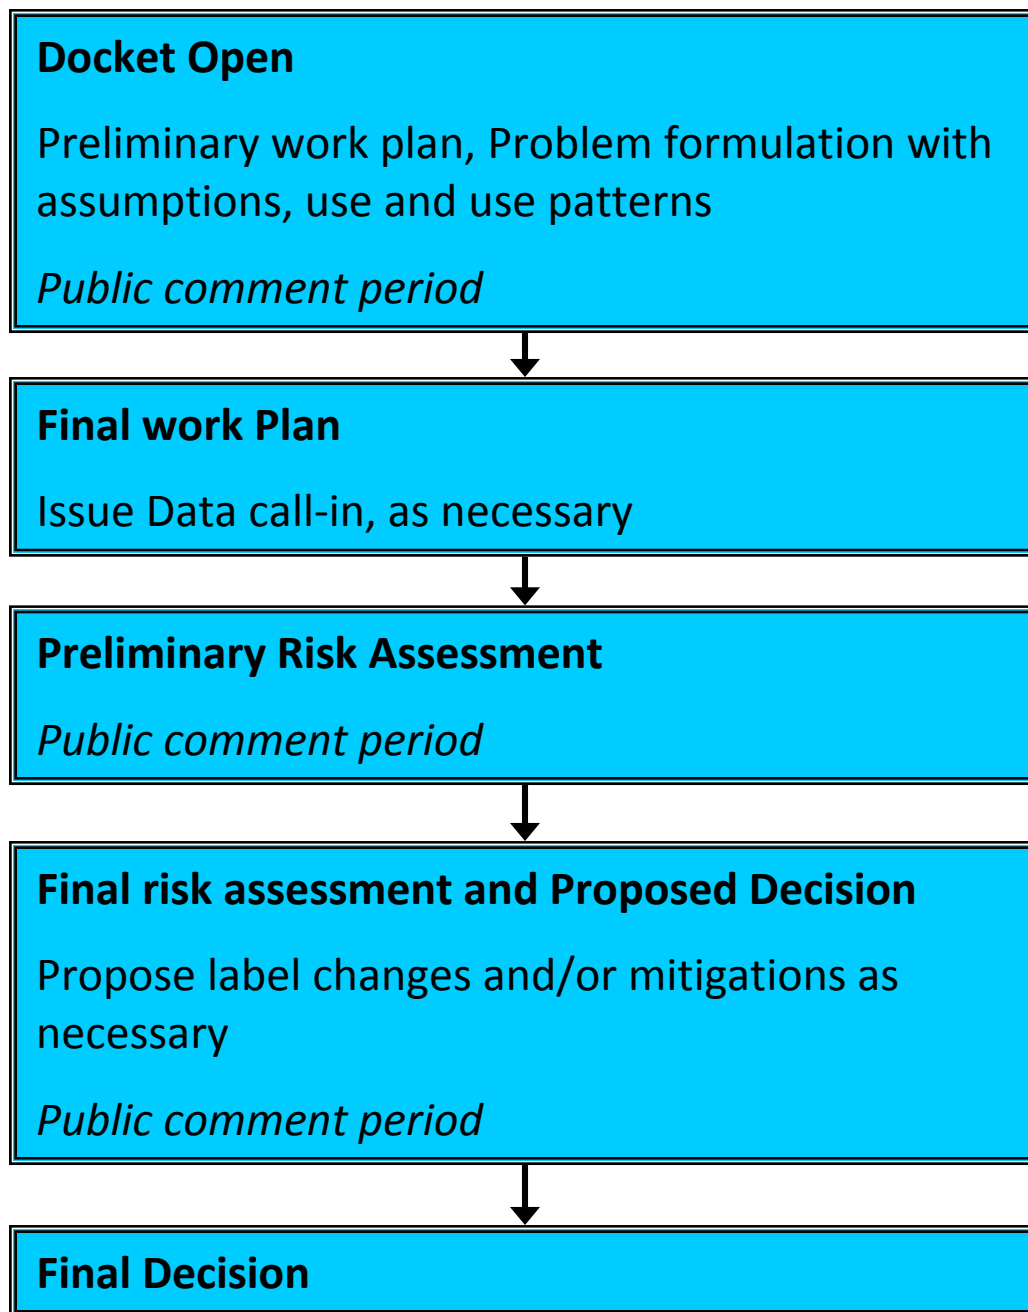 Docket Open
Preliminary work plan, Problem formulation with
assumptions, use and use patterns
Public comment period
Final work Plan
Issue Data call-in, as necessary
Preliminary Risk Assessment
Public comment period
Final risk assessment and Proposed Decision
Propose label changes and/or mitigations as
necessary
Public comment period
Final Decision